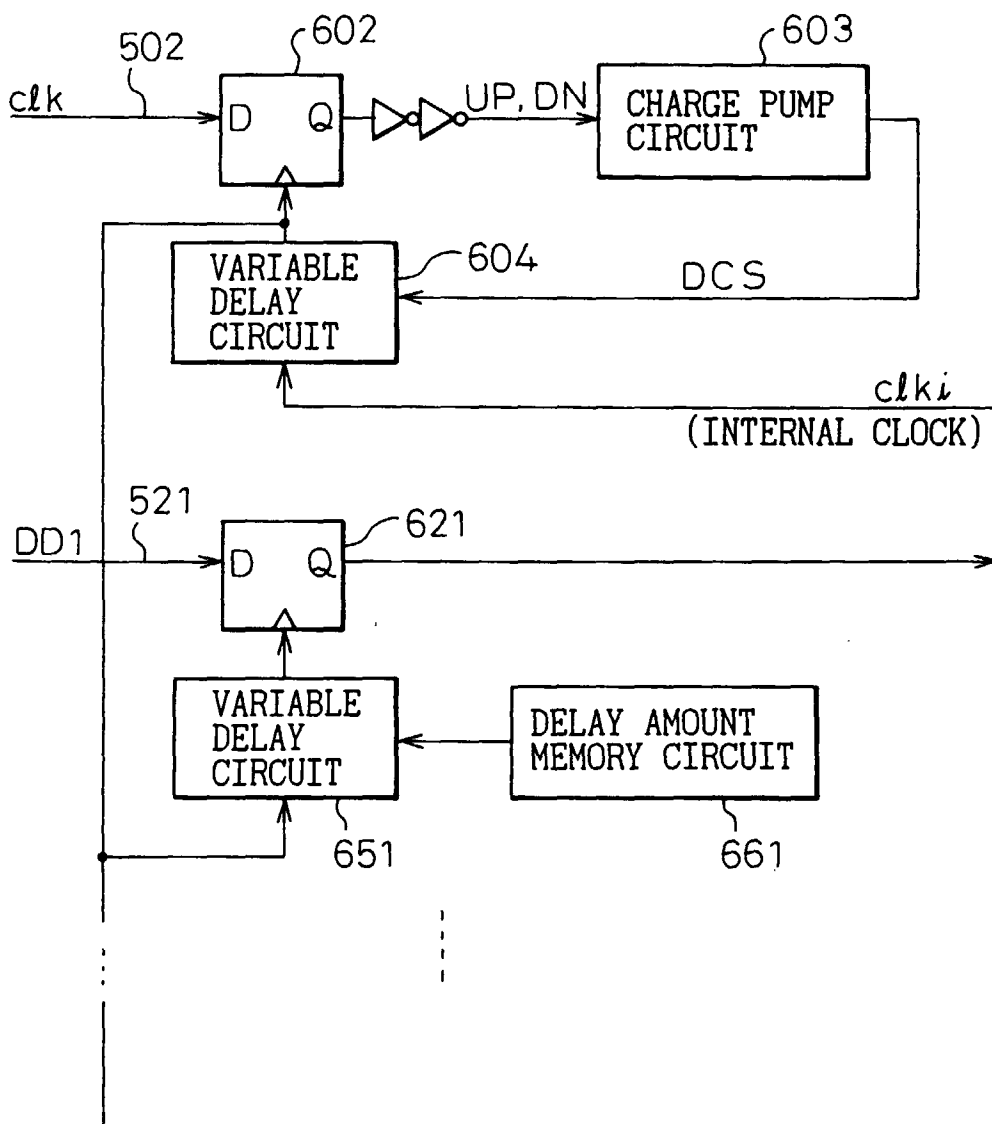 602
603
502
clk
D Q
UP, DN
CHARGE PUMP
CIRCUIT
VARIABLE
DELAY
CIRCUIT
604
DCS
clki
(INTERNAL CLOCK)
DD1
521
621
D Q
VARIABLE
DELAY
CIRCUIT
DELAY AMOUNT
MEMORY CIRCUIT
651
661